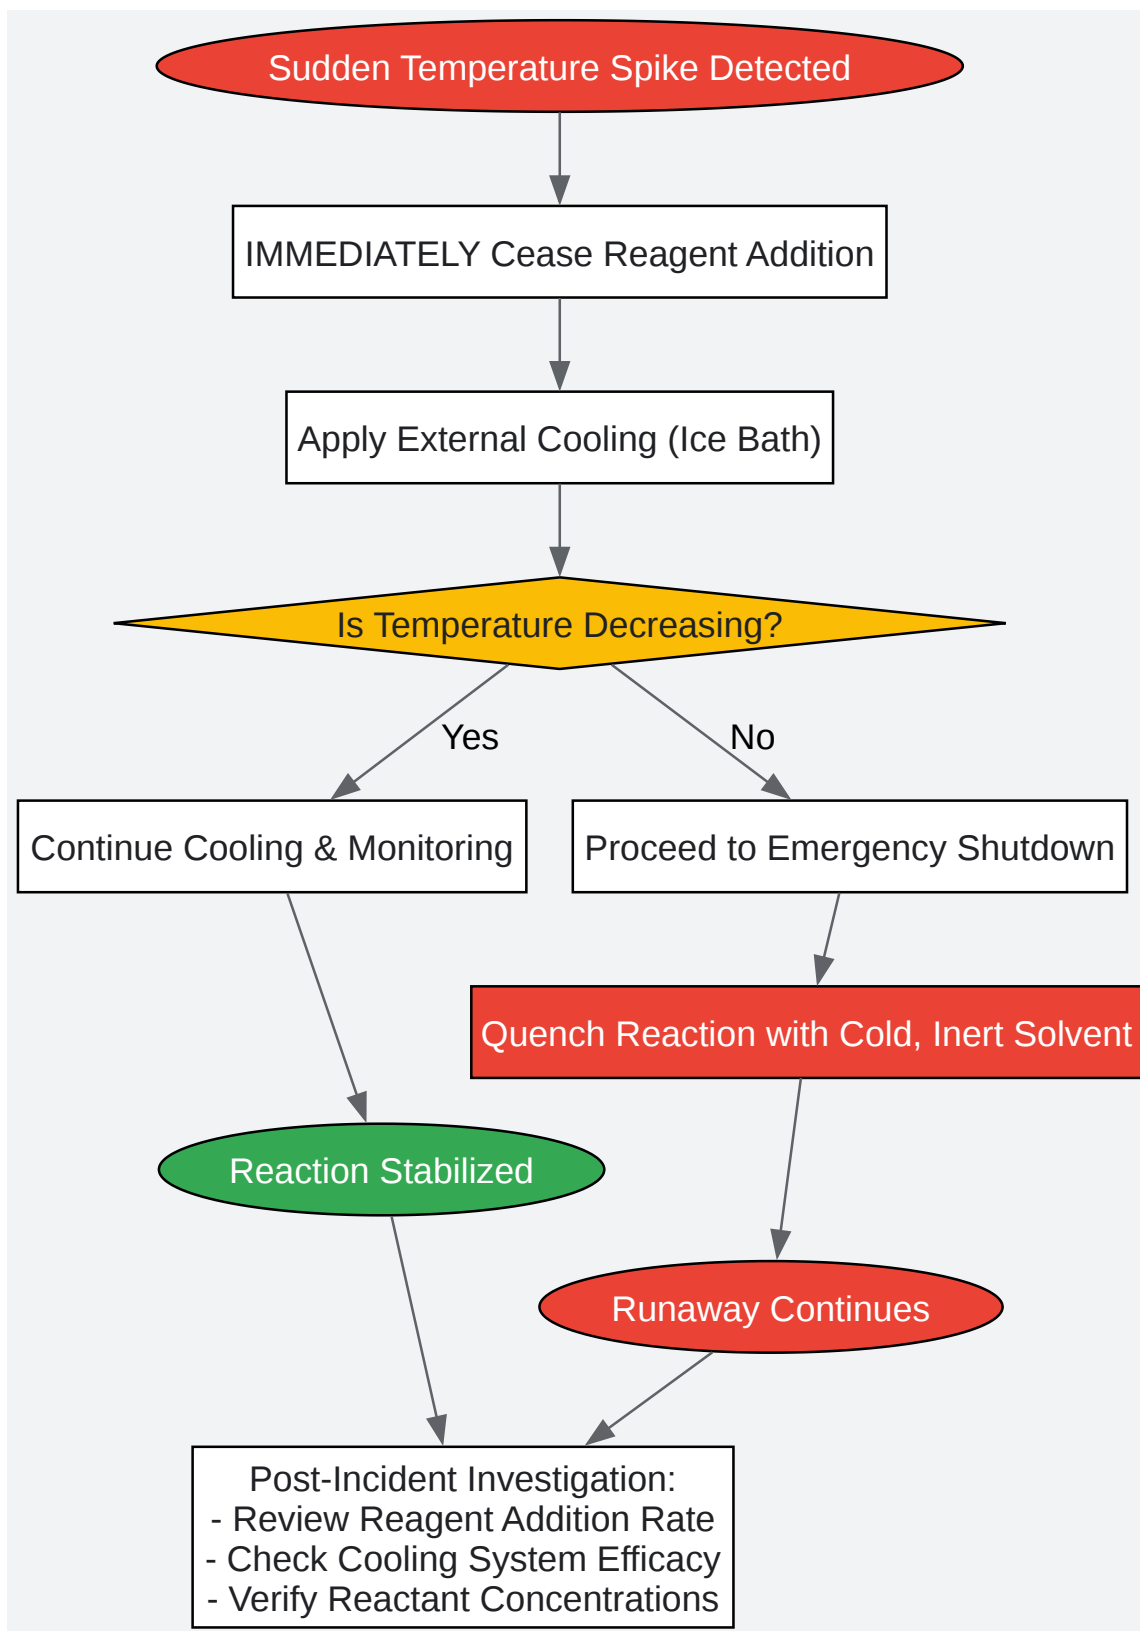 Sudden Temperature Spike Detected
IMMEDIATELY Cease Reagent Addition
Apply External Cooling (Ice Bath)
Is Temperature Decreasing?
Yes
No
Continue Cooling & Monitoring
Proceed to Emergency Shutdown
Quench Reaction with Cold, Inert Solvent
Reaction Stabilized
Runaway Continues
Post-Incident Investigation:
- Review Reagent Addition Rate
- Check Cooling System Efficacy
- Verify Reactant Concentrations